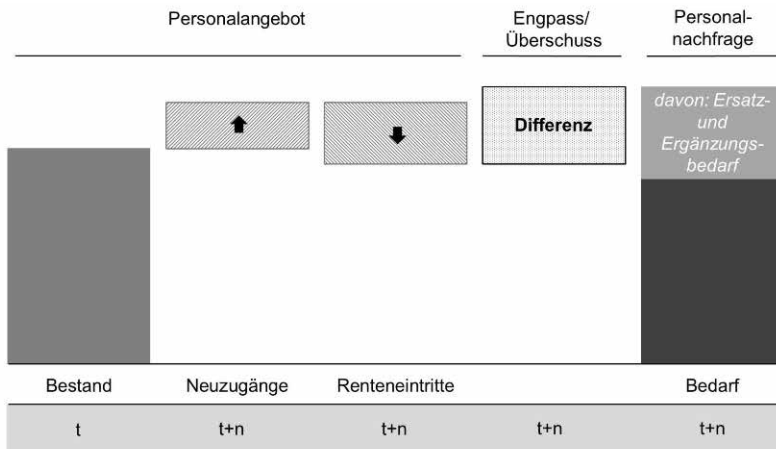 Personalangebot
Engpass/
Überschuss
Personal-
nachfrage
Differenz
davon: Ersatz-
und
Ergänzungs-
bedarf
Bestand
Neuzugänge
Renteneintritte
Bedarf
t
t+n
t+n
t+n
t+n